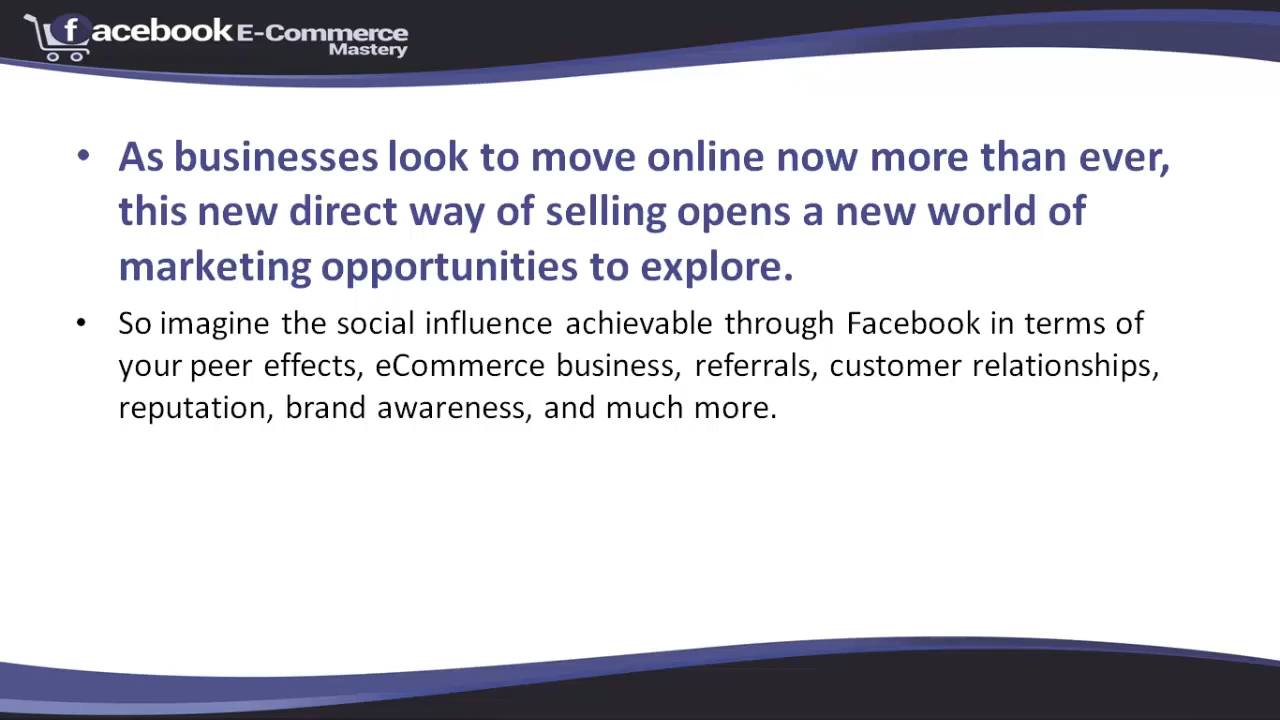 facebook E-Commerce
Mastery
• As businesses look to move online now more than ever,
this new direct way of selling opens a new world of
marketing opportunities to explore.
• So imagine the social influence achievable through Facebook in terms of
your peer effects, eCommerce business, referrals, customer relationships,
reputation, brand awareness, and much more.